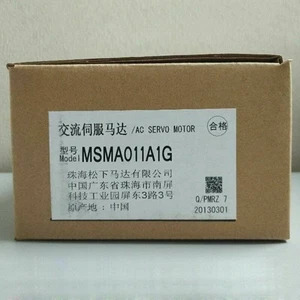 交流伺服马达 /AC SERVO MOTOR 合格
型号 Model MSMA011A1G
珠海松下马达有限公司
中国广东省珠海市南屏
科技工业园屏东3路3号
原产地：中国
Q/PMRZ 7
20130301